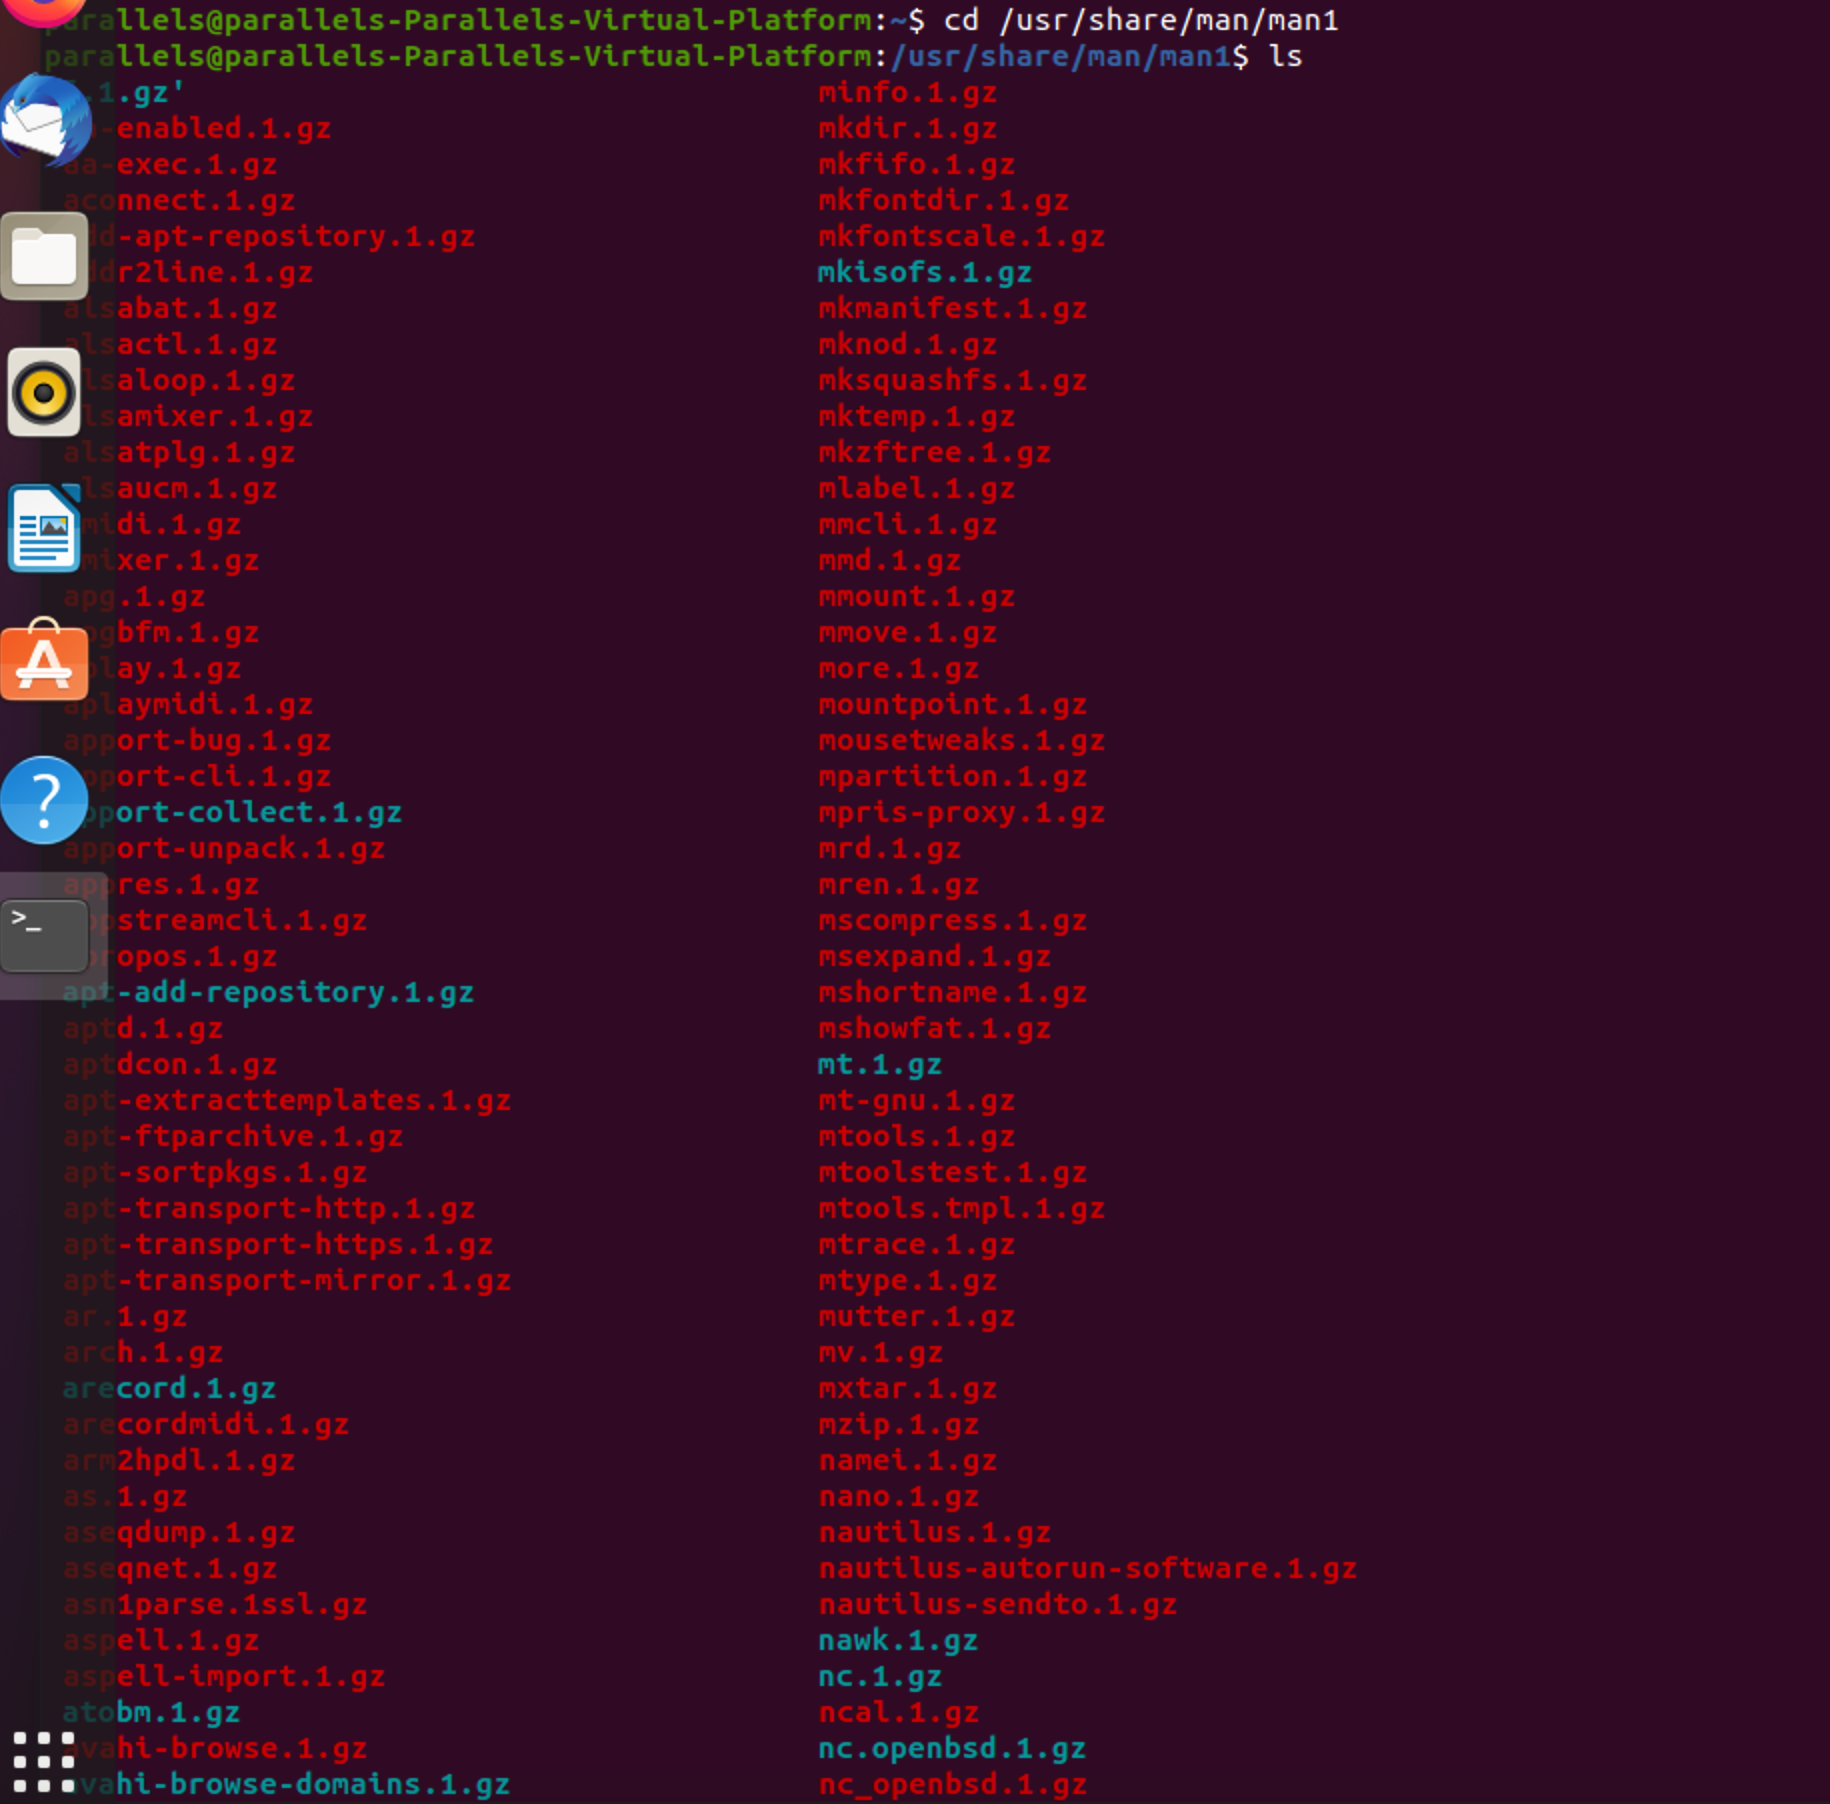 parallels@parallels-Parallels-Virtual-Platform:~$ cd /usr/share/man/man1
parallels@parallels-Parallels-Virtual-Platform:/usr/share/man/man1$ ls
.1.gz'
-enabled.1.gz
aa-exec.1.gz
aconnect.1.gz
add-apt-repository.1.gz
addr2line.1.gz
alsabat.1.gz
alsactl.1.gz
alsaloop.1.gz
alsamixer.1.gz
alsatplg.1.gz
alsaucm.1.gz
amidi.1.gz
amixer.1.gz
apg.1.gz
apgbfm.1.gz
aplay.1.gz
aplaymidi.1.gz
apport-bug.1.gz
apport-cli.1.gz
apport-collect.1.gz
apport-unpack.1.gz
appres.1.gz
appstreamcli.1.gz
apropos.1.gz
apt-add-repository.1.gz
aptd.1.gz
aptdcon.1.gz
apt-extracttemplates.1.gz
apt-ftparchive.1.gz
apt-sortpkgs.1.gz
apt-transport-http.1.gz
apt-transport-https.1.gz
apt-transport-mirror.1.gz
ar.1.gz
arch.1.gz
arecord.1.gz
arecordmidi.1.gz
arm2hpdl.1.gz
as.1.gz
aseqdump.1.gz
aseqnet.1.gz
asn1parse.1ssl.gz
aspell.1.gz
aspell-import.1.gz
atobm.1.gz
avahi-browse.1.gz
avahi-browse-domains.1.gz
minfo.1.gz
mkdir.1.gz
mkfifo.1.gz
mkfontdir.1.gz
mkfontscale.1.gz
mkisofs.1.gz
mkmanifest.1.gz
mknod.1.gz
mksquashfs.1.gz
mktemp.1.gz
mkzftree.1.gz
mlabel.1.gz
mmcli.1.gz
mmd.1.gz
mmount.1.gz
mmove.1.gz
more.1.gz
mountpoint.1.gz
mousetweaks.1.gz
mpartition.1.gz
mpris-proxy.1.gz
mrd.1.gz
mren.1.gz
mscompress.1.gz
msexpand.1.gz
mshortname.1.gz
mshowfat.1.gz
mt.1.gz
mt-gnu.1.gz
mtools.1.gz
mtoolstest.1.gz
mtools.tmpl.1.gz
mtrace.1.gz
mtype.1.gz
mutter.1.gz
mv.1.gz
mxtar.1.gz
mzip.1.gz
namei.1.gz
nano.1.gz
nautilus.1.gz
nautilus-autorun-software.1.gz
nautilus-sendto.1.gz
nawk.1.gz
nc.1.gz
ncal.1.gz
nc.openbsd.1.gz
nc_openbsd.1.gz